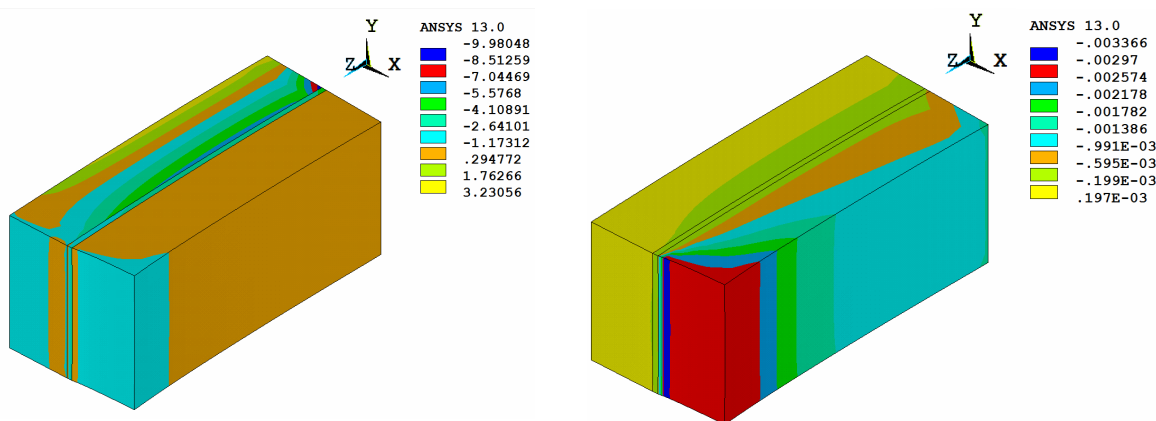 ANSYS 13.0
-9.98048
-8.51259
-7.04469
-5.5768
-4.10891
-2.64101
-1.17312
.294772
1.76266
3.23056
Y
Z X
ANSYS 13.0
-.003366
-.00297
-.002574
-.002178
-.001782
-.001386
-.991E-03
-.595E-03
-.199E-03
.197E-03
Y
Z X